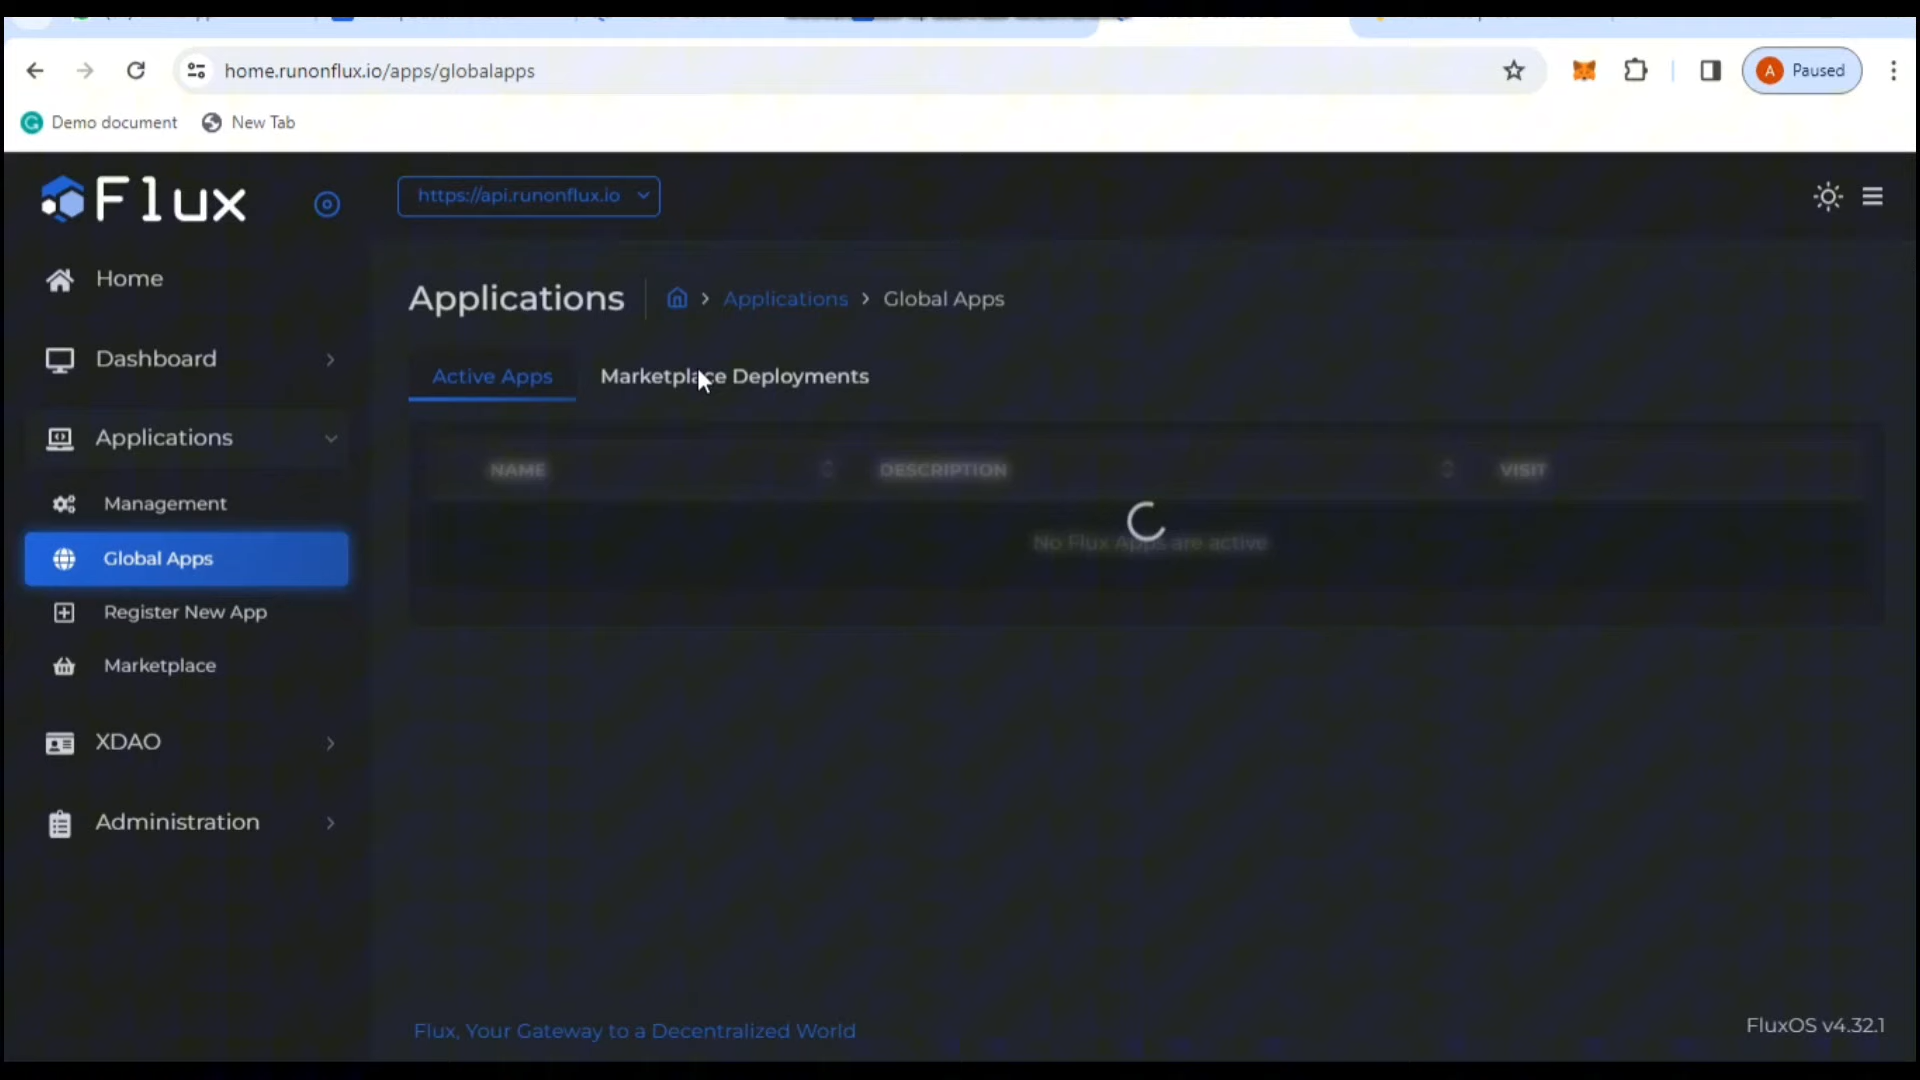 home.runonflux.io/apps/globalapps
A Paused
Demo document
New Tab
Flux
https://api.runonflux.io
Home
Applications
Applications
Global Apps
Dashboard
Active Apps
Marketplace Deployments
Applications
NAME
DESCRIPTION
VISIT
Management
No Flux Apps are active
Global Apps
Register New App
Marketplace
XDAO
Administration
Flux, Your Gateway to a Decentralized World
FluxOS v4.32.1